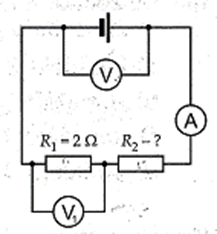 V
A
R₁ = 2 Ω R₂ – ?
V₁